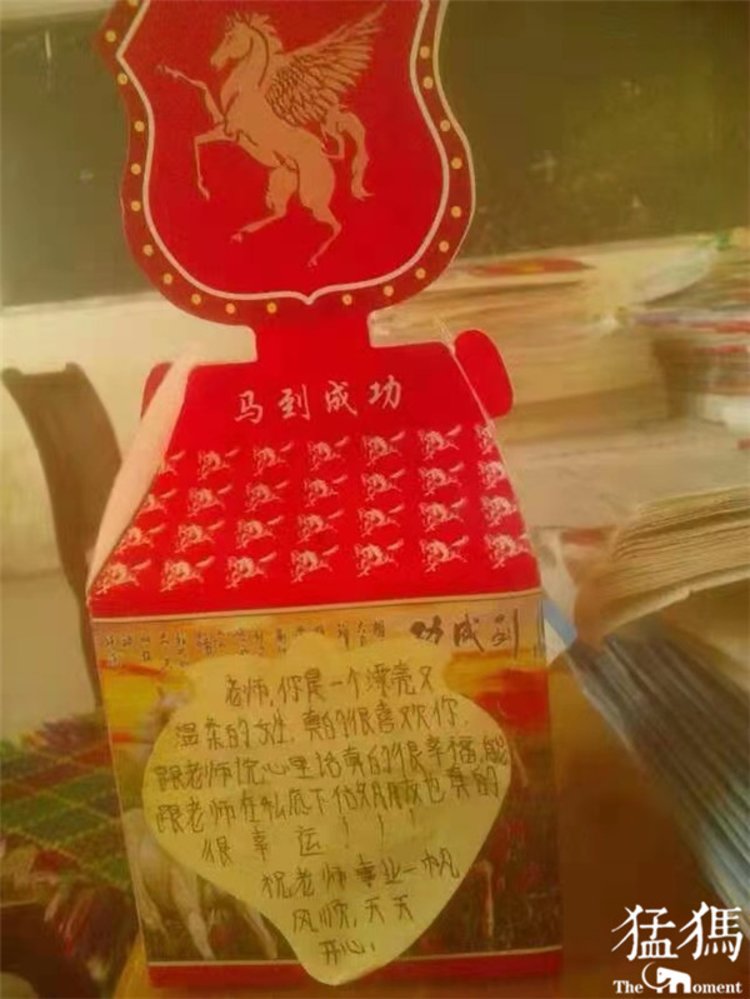 马到成功
到成功
老师,你是一个漂亮又
温柔的女生,真的很喜欢你,
跟老师说心里话真的很幸福,能
跟老师在私底下做朋友也真的
很幸运!!!
祝老师事业一帆
风顺,天天
开心,
猛犸
The Moment